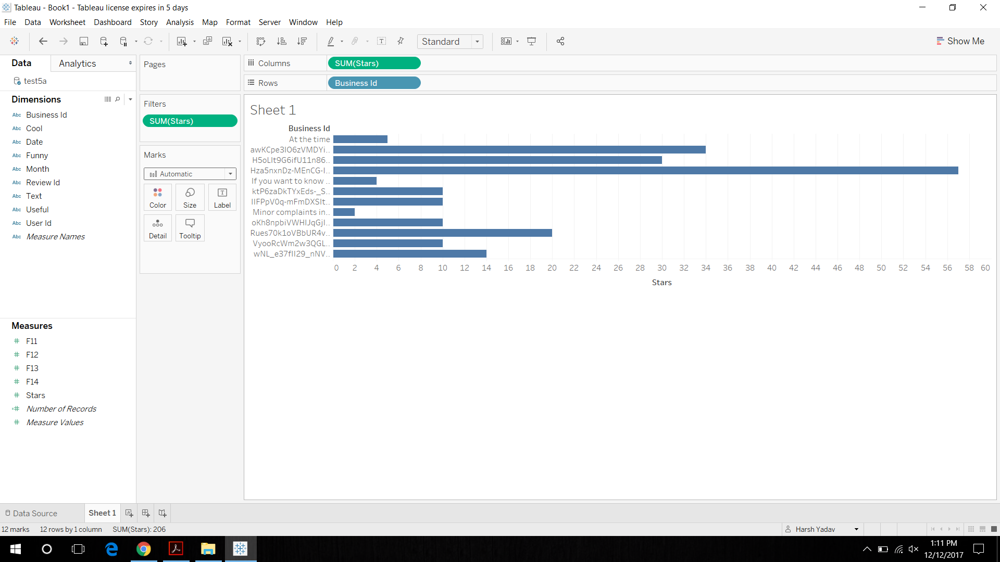 Tableau - Book1 - Tableau license expires in 5 days
File Data Worksheet Dashboard Story Analysis Map Format Server Window Help
Standard
Show Me
Data Analytics
test5a
Dimensions
Abc Business Id
Abc Cool
Abc Date
Abc Funny
Abc Month
Abc Review Id
Abc Text
Abc Useful
Abc User Id
Abc Measure Names
Measures
F11
F12
F13
F14
Stars
Number of Records
Measure Values
Pages
Filters
SUM(Stars)
Marks
Automatic
Color Size Label
Detail Tooltip
Columns SUM(Stars)
Rows Business Id
Sheet 1
Business Id
At the time
awKCpe3IO6zVMDYi..
H5oLIt9G6ifU11n86..
Hza5nxnDz-MEnCG-I..
If you want to know ..
ktP6zaDkTYxEds-_S..
IIFPpV0q-mFmDXSIt..
Minor complaints in..
oKh8npbiVWHIJqGjI..
Rues70k1oVBbUR4v..
VyooRcWm2w3QGL..
wNL_e37fII29_nNV..
0 2 4 6 8 10 12 14 16 18 20 22 24 26 28 30 32 34 36 38 40 42 44 46 48 50 52 54 56 58 60
Stars
Data Source Sheet 1
12 marks 12 rows by 1 column SUM(Stars): 206
Harsh Yadav
1:11 PM
12/12/2017